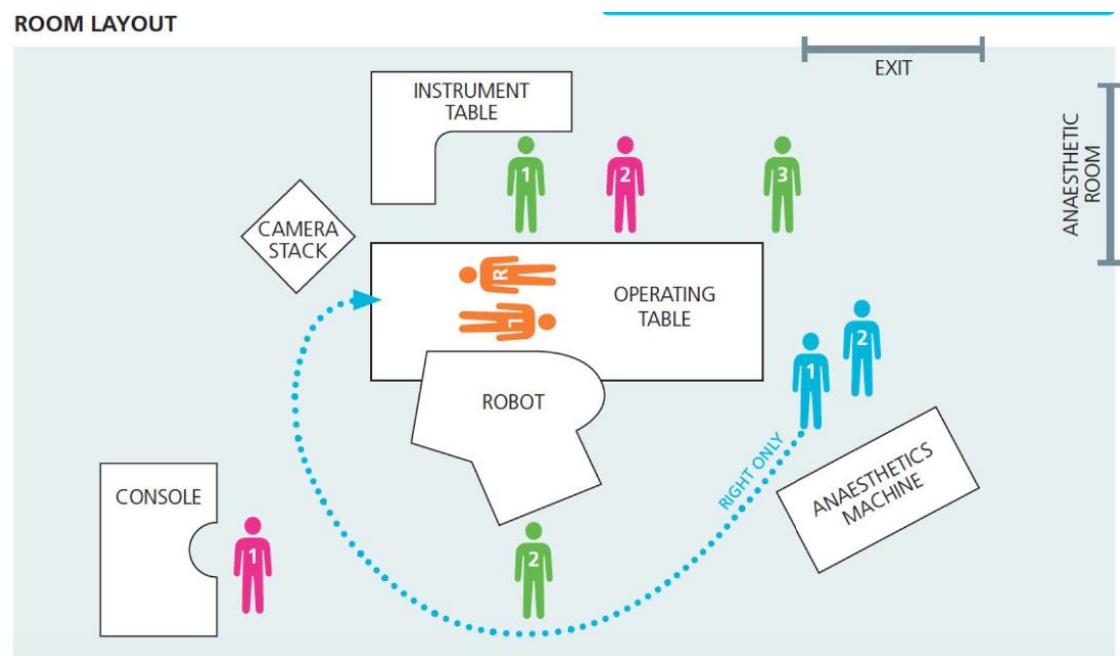 ROOM LAYOUT
EXIT
INSTRUMENT
TABLE
ANAESTHETIC
ROOM
1
2
3
CAMERA
STACK
R
L
OPERATING
TABLE
2
1
ROBOT
RIGHT ONLY
ANAESTHETICS
MACHINE
CONSOLE
1
2